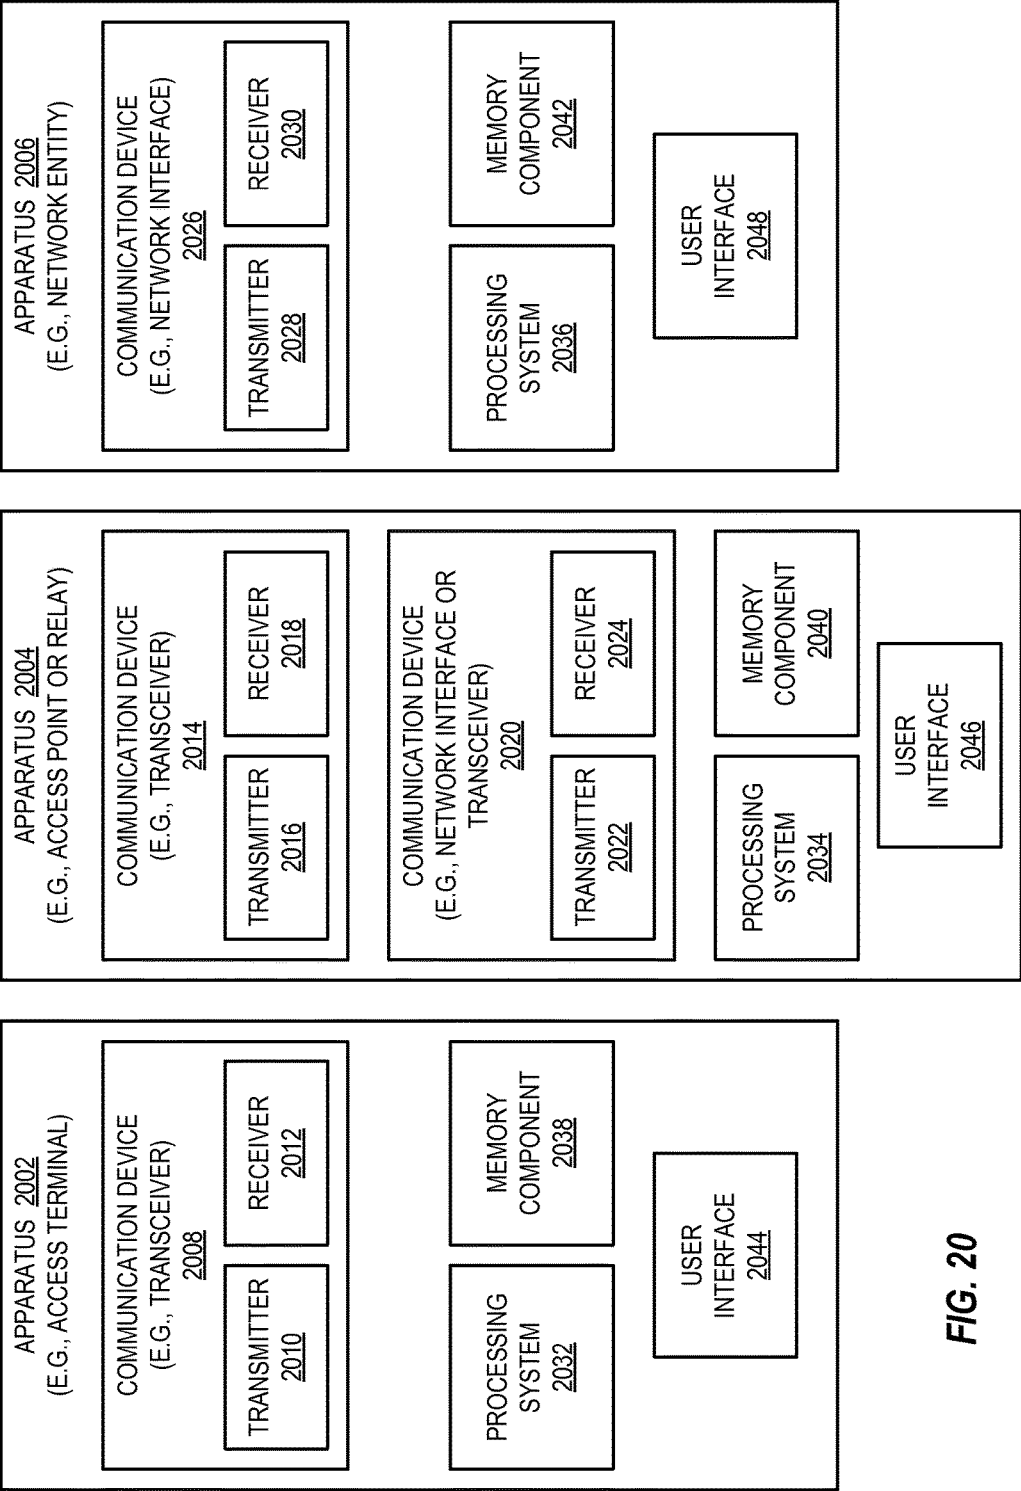 APPARATUS 2002
(E.G., ACCESS TERMINAL)
COMMUNICATION DEVICE
(E.G., TRANSCEIVER)
2008
TRANSMITTER
2010
RECEIVER
2012
PROCESSING
SYSTEM
2032
MEMORY
COMPONENT
2038
USER
INTERFACE
2044
APPARATUS 2004
(E.G., ACCESS POINT OR RELAY)
COMMUNICATION DEVICE
(E.G., TRANSCEIVER)
2014
TRANSMITTER
2016
RECEIVER
2018
COMMUNICATION DEVICE
(E.G., NETWORK INTERFACE OR
TRANSCEIVER)
2020
TRANSMITTER
2022
RECEIVER
2024
PROCESSING
SYSTEM
2034
MEMORY
COMPONENT
2040
USER
INTERFACE
2046
APPARATUS 2006
(E.G., NETWORK ENTITY)
COMMUNICATION DEVICE
(E.G., NETWORK INTERFACE)
2026
TRANSMITTER
2028
RECEIVER
2030
PROCESSING
SYSTEM
2036
MEMORY
COMPONENT
2042
USER
INTERFACE
2048
FIG. 20